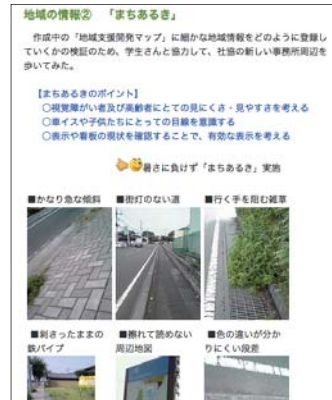 地域の情報② 「まちあるき」
作成中の「地域支援開発マップ」に細かな地域情報をどのように登録し
ていくかの検証のため、学生さんと協力して、社協の新しい事務所周辺を
歩いてみた。
【まちあるきのポイント】
○視覚障がい者及び高齢者にとっての見にくさ・見やすさを考える
○車イスや子供たちにとっての目線を意識する
○表示や看板の現状を確認することで、有効な表示を考える
暑さに負けず「まちあるき」実施
■かなり急な傾斜 ■街灯のない道 ■行く手を阻む雑草
■刺さったままの
鉄パイプ
■擦れて読めない
周辺地図
■色の違いが分か
りにくい段差